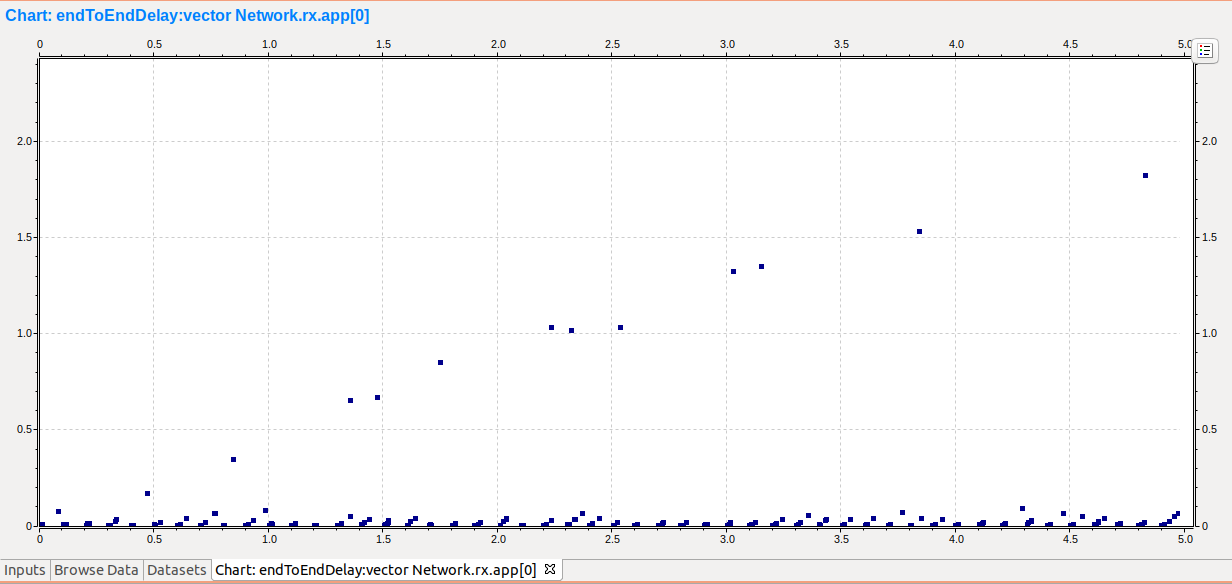 Chart: endToEndDelay:vector Network.rx.app[0]
0 0.5 1.0 1.5 2.0 2.5 3.0 3.5 4.0 4.5 5.0
2.0 2.0
1.5 1.5
1.0 1.0
0.5 0.5
0 0
0 0.5 1.0 1.5 2.0 2.5 3.0 3.5 4.0 4.5 5.0
Inputs Browse Data Datasets Chart: endToEndDelay:vector Network.rx.app[0]